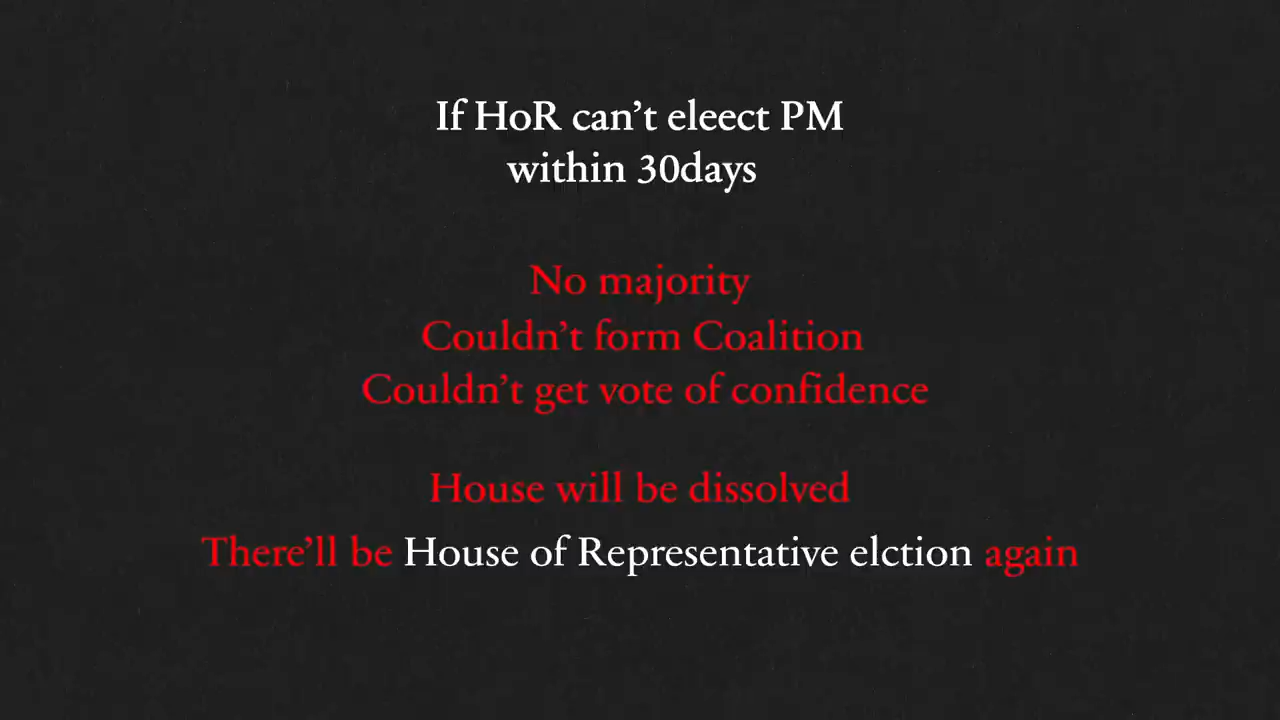 If HoR can’t eleect PM
within 30days
No majority
Couldn’t form Coalition
Couldn’t get vote of confidence
House will be dissolved
There’ll be House of Representative elction again